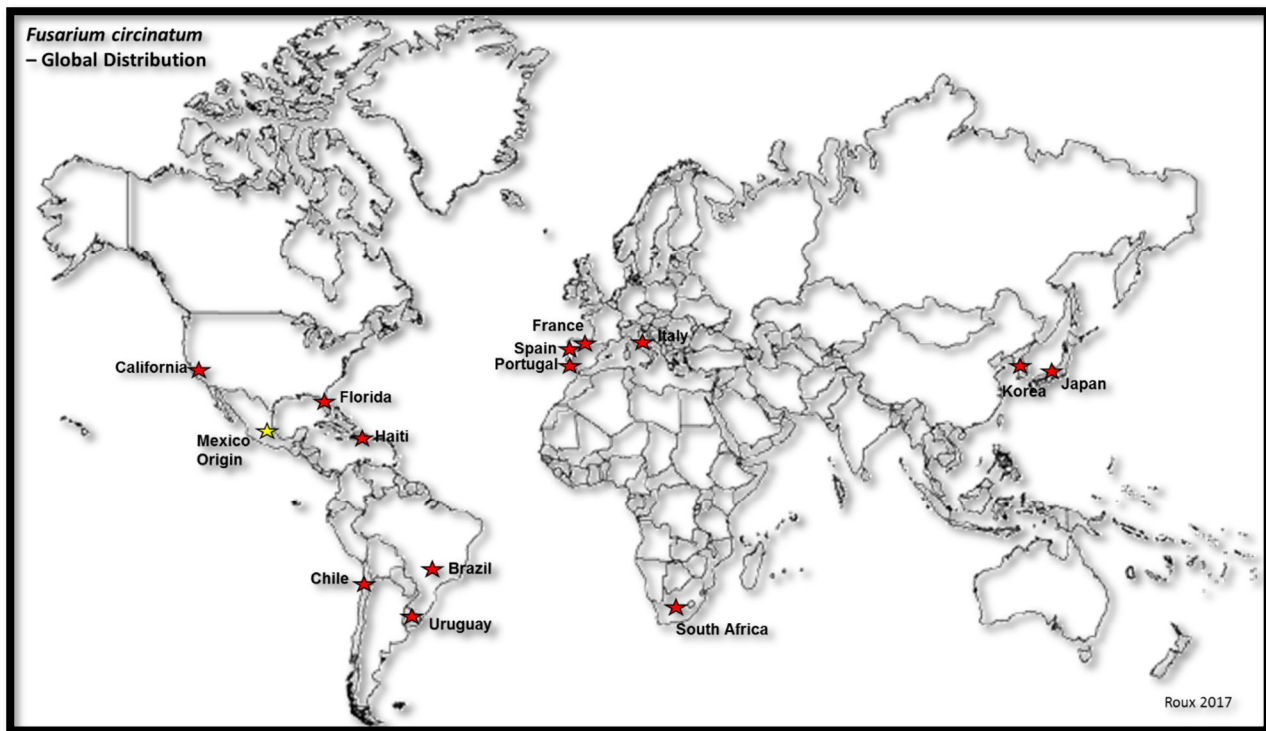 Fusarium circinatum
– Global Distribution
France
Italy
Spain
Portugal
California
Korea
Japan
Florida
Mexico
Origin
Haiti
Chile
Brazil
Uruguay
South Africa
Roux 2017